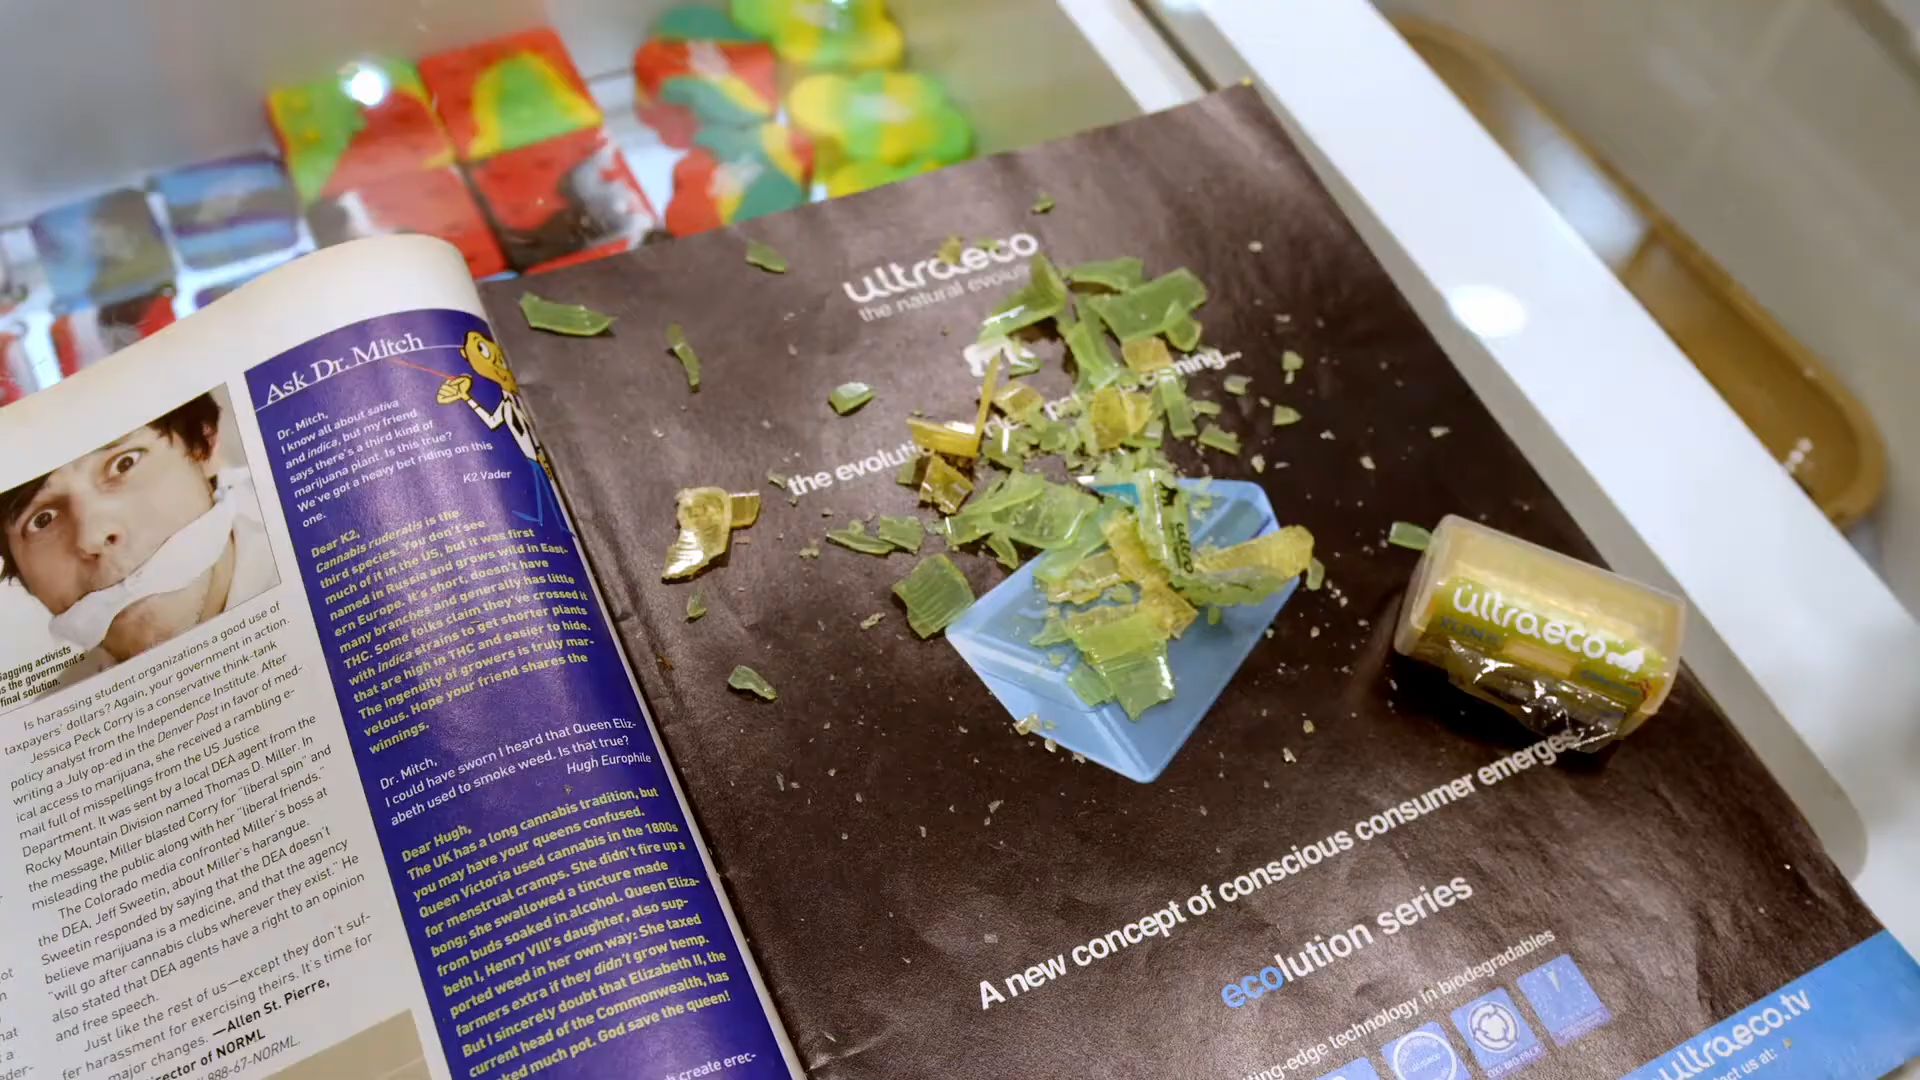 Gagging activists
as the government's
final solution.
Is harassing student organizations a good use of
taxpayers' dollars? Again, your government in action.
Jessica Peck Corry is a conservative think-tank
policy analyst from the Independence Institute. After
writing a July op-ed in the Denver Post in favor of med-
ical access to marijuana, she received a rambling e-
mail full of misspellings from the US Justice
Department. It was sent by a local DEA agent from the
Rocky Mountain Division named Thomas D. Miller. In
the message, Miller blasted Corry for "liberal spin" and
misleading the public along with her "liberal friends."
The Colorado media confronted Miller's boss at
the DEA, Jeff Sweetin, about Miller's harangue.
Sweetin responded by saying that the DEA doesn't
believe marijuana is a medicine, and that the agency
"will go after cannabis clubs wherever they exist." He
also stated that DEA agents have a right to an opinion
and free speech.
Just like the rest of us—except they don't suf-
fer harassment for exercising theirs. It's time for
major changes.
—Allen St. Pierre,
Director of NORML
888-67-NORML.
Ask Dr. Mitch
Dr. Mitch,
I know all about sativa
and indica, but my friend
says there's a third kind of
marijuana plant. Is this true?
We've got a heavy bet riding on this
one.
K2 Vader
Dear K2,
Cannabis ruderalis is the
third species. You don't see
much of it in the US, but it was first
named in Russia and grows wild in East-
ern Europe. It's short, doesn't have
many branches and generally has little
THC. Some folks claim they've crossed it
with Indica strains to get shorter plants
that are high in THC and easier to hide.
The ingenuity of growers is truly mar-
velous. Hope your friend shares the
winnings.
Dr. Mitch,
I could have sworn I heard that Queen Eliz-
abeth used to smoke weed. Is that true?
Hugh Europhile
Dear Hugh,
The UK has a long cannabis tradition, but
you may have your queens confused.
Queen Victoria used cannabis in the 1800s
for menstrual cramps. She didn't fire up a
bong; she swallowed a tincture made
from buds soaked in alcohol. Queen Eliza-
beth I, Henry VIII's daughter, also sup-
ported weed in her own way: She taxed
farmers extra if they didn't grow hemp.
But I sincerely doubt that Elizabeth II, the
current head of the Commonwealth, has
smoked much pot. God save the queen!
create erec-
ultraeco
the natural evolu
the evoluti
coming...
ultra
ultraeco
A new concept of conscious consumer emerges
ecolution series
cutting-edge technology in biodegradables
ultraeco.tv
contact us at: